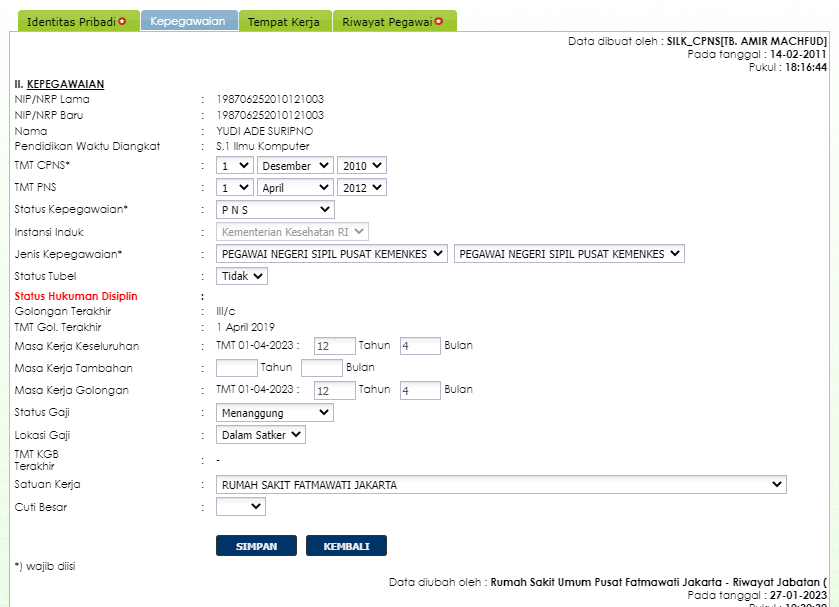 Identitas Pribadi Kepegawaian Tempat Kerja Riwayat Pegawai
Data dibuat oleh : SILK_CPNS[TB. AMIR MACHFUD]
Pada tanggal : 14-02-2011
Pukul : 18:16:44
II. KEPEGAWAIAN
NIP/NRP Lama : 198706252010121003
NIP/NRP Baru : 198706252010121003
Nama : YUDI ADE SURIPNO
Pendidikan Waktu Diangkat : S.1 Ilmu Komputer
TMT CPNS* : 1 Desember 2010
TMT PNS : 1 April 2012
Status Kepegawaian* : P N S
Instansi Induk : Kementerian Kesehatan RI
Jenis Kepegawaian* : PEGAWAI NEGERI SIPIL PUSAT KEMENKES PEGAWAI NEGERI SIPIL PUSAT KEMENKES
Status Tubel : Tidak
Status Hukuman Disiplin :
Golongan Terakhir : III/c
TMT Gol. Terakhir : 1 April 2019
Masa Kerja Keseluruhan : TMT 01-04-2023 : 12 Tahun 4 Bulan
Masa Kerja Tambahan : Tahun Bulan
Masa Kerja Golongan : TMT 01-04-2023 : 12 Tahun 4 Bulan
Status Gaji : Menanggung
Lokasi Gaji : Dalam Satker
TMT KGB
Terakhir : -
Satuan Kerja : RUMAH SAKIT FATMAWATI JAKARTA
Cuti Besar :
SIMPAN KEMBALI
*) wajib diisi
Data diubah oleh : Rumah Sakit Umum Pusat Fatmawati Jakarta - Riwayat Jabatan (
Pada tanggal : 27-01-2023
Pukul :